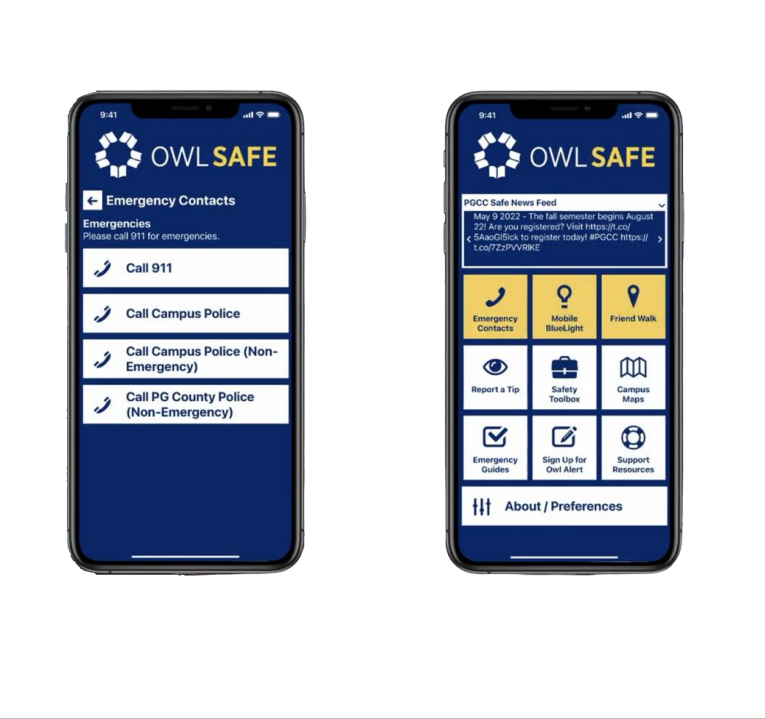 9:41
OWL SAFE
Emergency Contacts
Emergencies
Please call 911 for emergencies.
Call 911
Call Campus Police
Call Campus Police (Non-
Emergency)
Call PG County Police
(Non-Emergency)
9:41
OWL SAFE
PGCC Safe News Feed
May 9 2022 - The fall semester begins August
22! Are you registered? Visit https://t.co/
5AaoGl5lck to register today! #PGCC https://
t.co/7ZzPVVRlKE
Emergency
Contacts
Mobile
BlueLight
Friend Walk
Report a Tip
Safety
Toolbox
Campus
Maps
Emergency
Guides
Sign Up for
Owl Alert
Support
Resources
About / Preferences